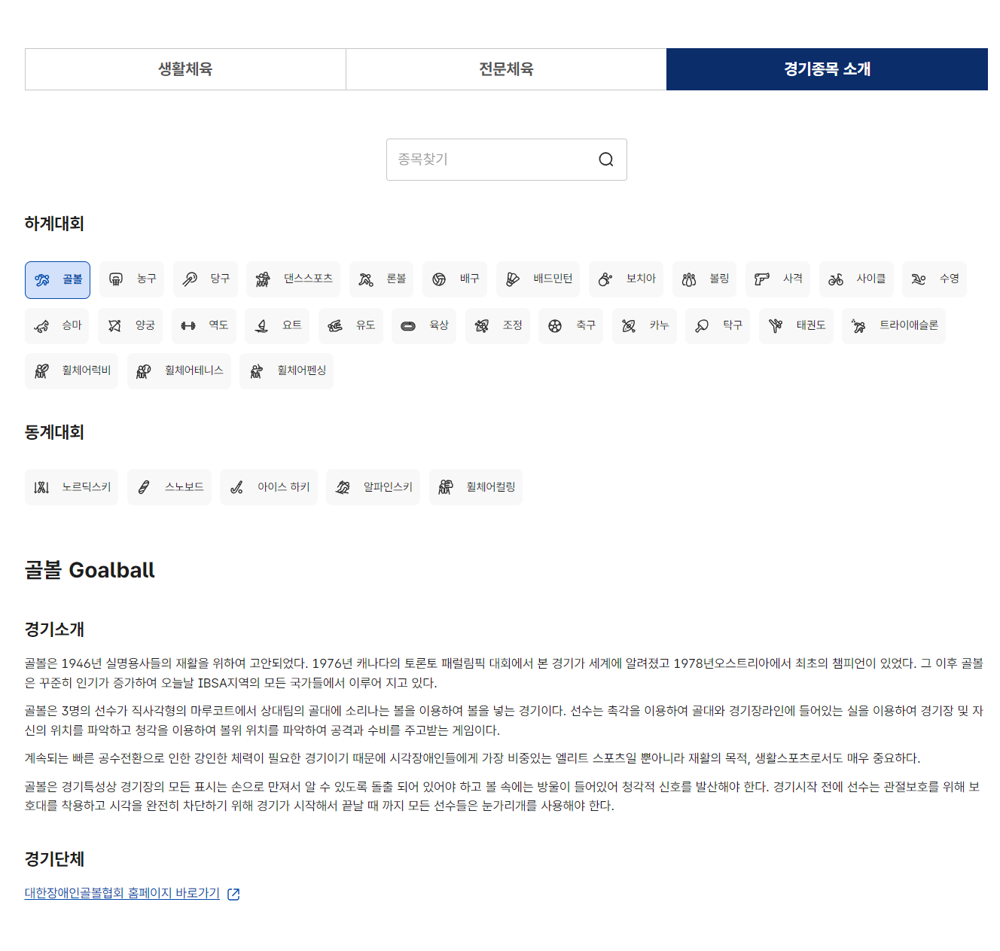 생활체육 전문체육 경기종목 소개
종목찾기
하계대회
골볼 농구 당구 댄스스포츠 론볼 배구 배드민턴 보치아 볼링 사격 사이클 수영
승마 양궁 역도 요트 유도 육상 조정 축구 카누 탁구 태권도 트라이애슬론
휠체어럭비 휠체어테니스 휠체어펜싱
동계대회
노르딕스키 스노보드 아이스 하키 알파인스키 휠체어컬링
골볼 Goalball
경기소개
골볼은 1946년 실명용사들의 재활을 위하여 고안되었다. 1976년 캐나다의 토론토 패럴림픽 대회에서 본 경기가 세계에 알려졌고 1978년오스트리아에서 최초의 챔피언이 있었다. 그 이후 골볼
은 꾸준히 인기가 증가하여 오늘날 IBSA지역의 모든 국가들에서 이루어 지고 있다.
골볼은 3명의 선수가 직사각형의 마루코트에서 상대팀의 골대에 소리나는 볼을 이용하여 볼을 넣는 경기이다. 선수는 촉각을 이용하여 골대와 경기장라인에 들어있는 실을 이용하여 경기장 및 자
신의 위치를 파악하고 청각을 이용하여 볼위 위치를 파악하여 공격과 수비를 주고받는 게임이다.
계속되는 빠른 공수전환으로 인한 강인한 체력이 필요한 경기이기 때문에 시각장애인들에게 가장 비중있는 엘리트 스포츠일 뿐아니라 재활의 목적, 생활스포츠로서도 매우 중요하다.
골볼은 경기특성상 경기장의 모든 표시는 손으로 만져서 알 수 있도록 돌출 되어 있어야 하고 볼 속에는 방울이 들어있어 청각적 신호를 발산해야 한다. 경기시작 전에 선수는 관절보호를 위해 보
호대를 착용하고 시각을 완전히 차단하기 위해 경기가 시작해서 끝날 때 까지 모든 선수들은 눈가리개를 사용해야 한다.
경기단체
대한장애인골볼협회 홈페이지 바로가기